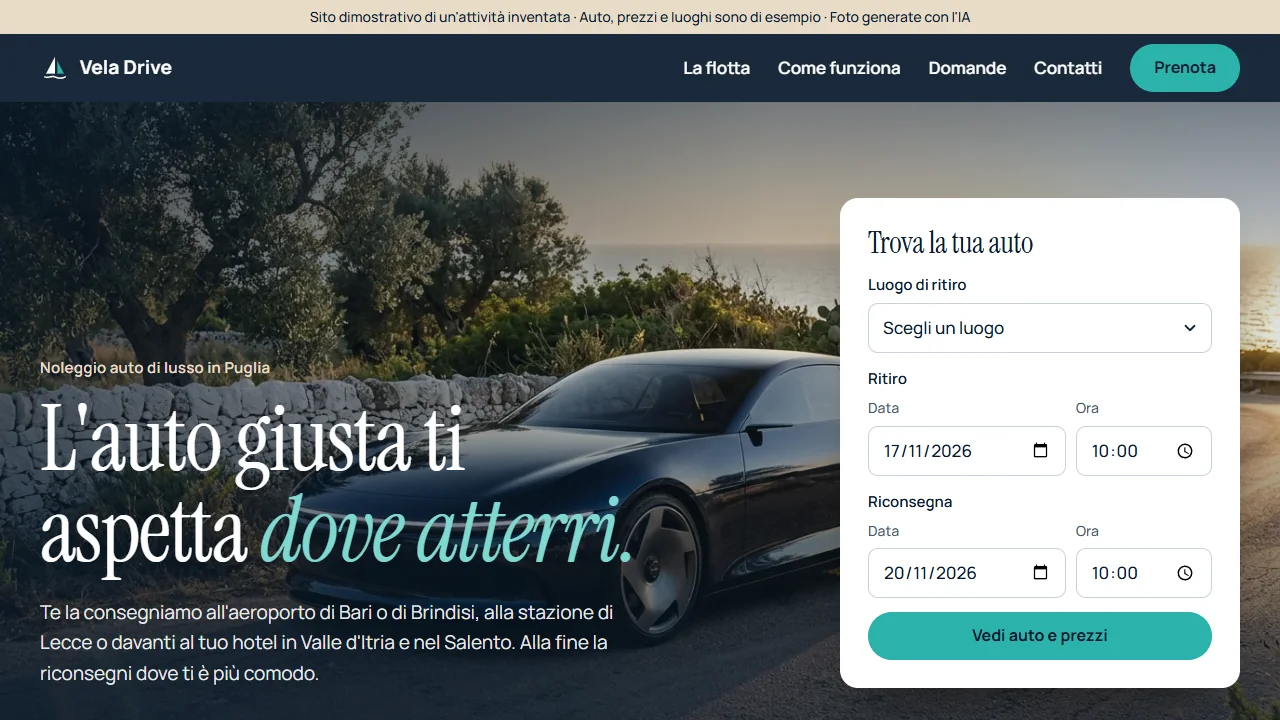 Sito dimostrativo di un'attività inventata · Auto, prezzi e luoghi sono di esempio · Foto generate con l'IA
Vela Drive
La flotta
Come funziona
Domande
Contatti
Prenota
Noleggio auto di lusso in Puglia
L'auto giusta ti
aspetta dove atterri.
Te la consegniamo all'aeroporto di Bari o di Brindisi, alla stazione di
Lecce o davanti al tuo hotel in Valle d'Itria e nel Salento. Alla fine la
riconsegni dove ti è più comodo.
Trova la tua auto
Luogo di ritiro
Scegli un luogo
Ritiro
Data Ora
17/11/2026 10:00
Riconsegna
Data Ora
20/11/2026 10:00
Vedi auto e prezzi